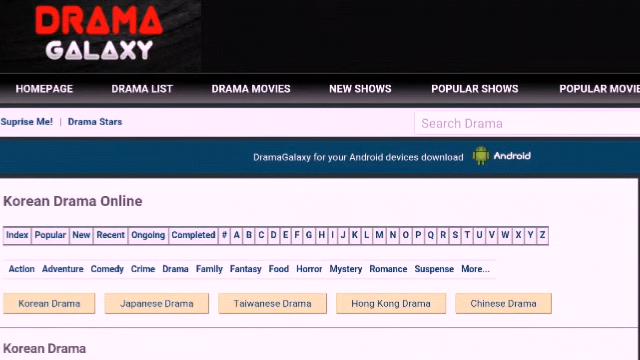 DRAMA
GALAXY
HOMEPAGE DRAMA LIST DRAMA MOVIES NEW SHOWS POPULAR SHOWS POPULAR MOVIE
Suprise Me! | Drama Stars Search Drama
DramaGalaxy for your Android devices download Android
Korean Drama Online
Index Popular New Recent Ongoing Completed # A B C D E F G H I J K L M N O P Q R S T U V W X Y Z
Action Adventure Comedy Crime Drama Family Fantasy Food Horror Mystery Romance Suspense More...
Korean Drama Japanese Drama Taiwanese Drama Hong Kong Drama Chinese Drama
Korean Drama